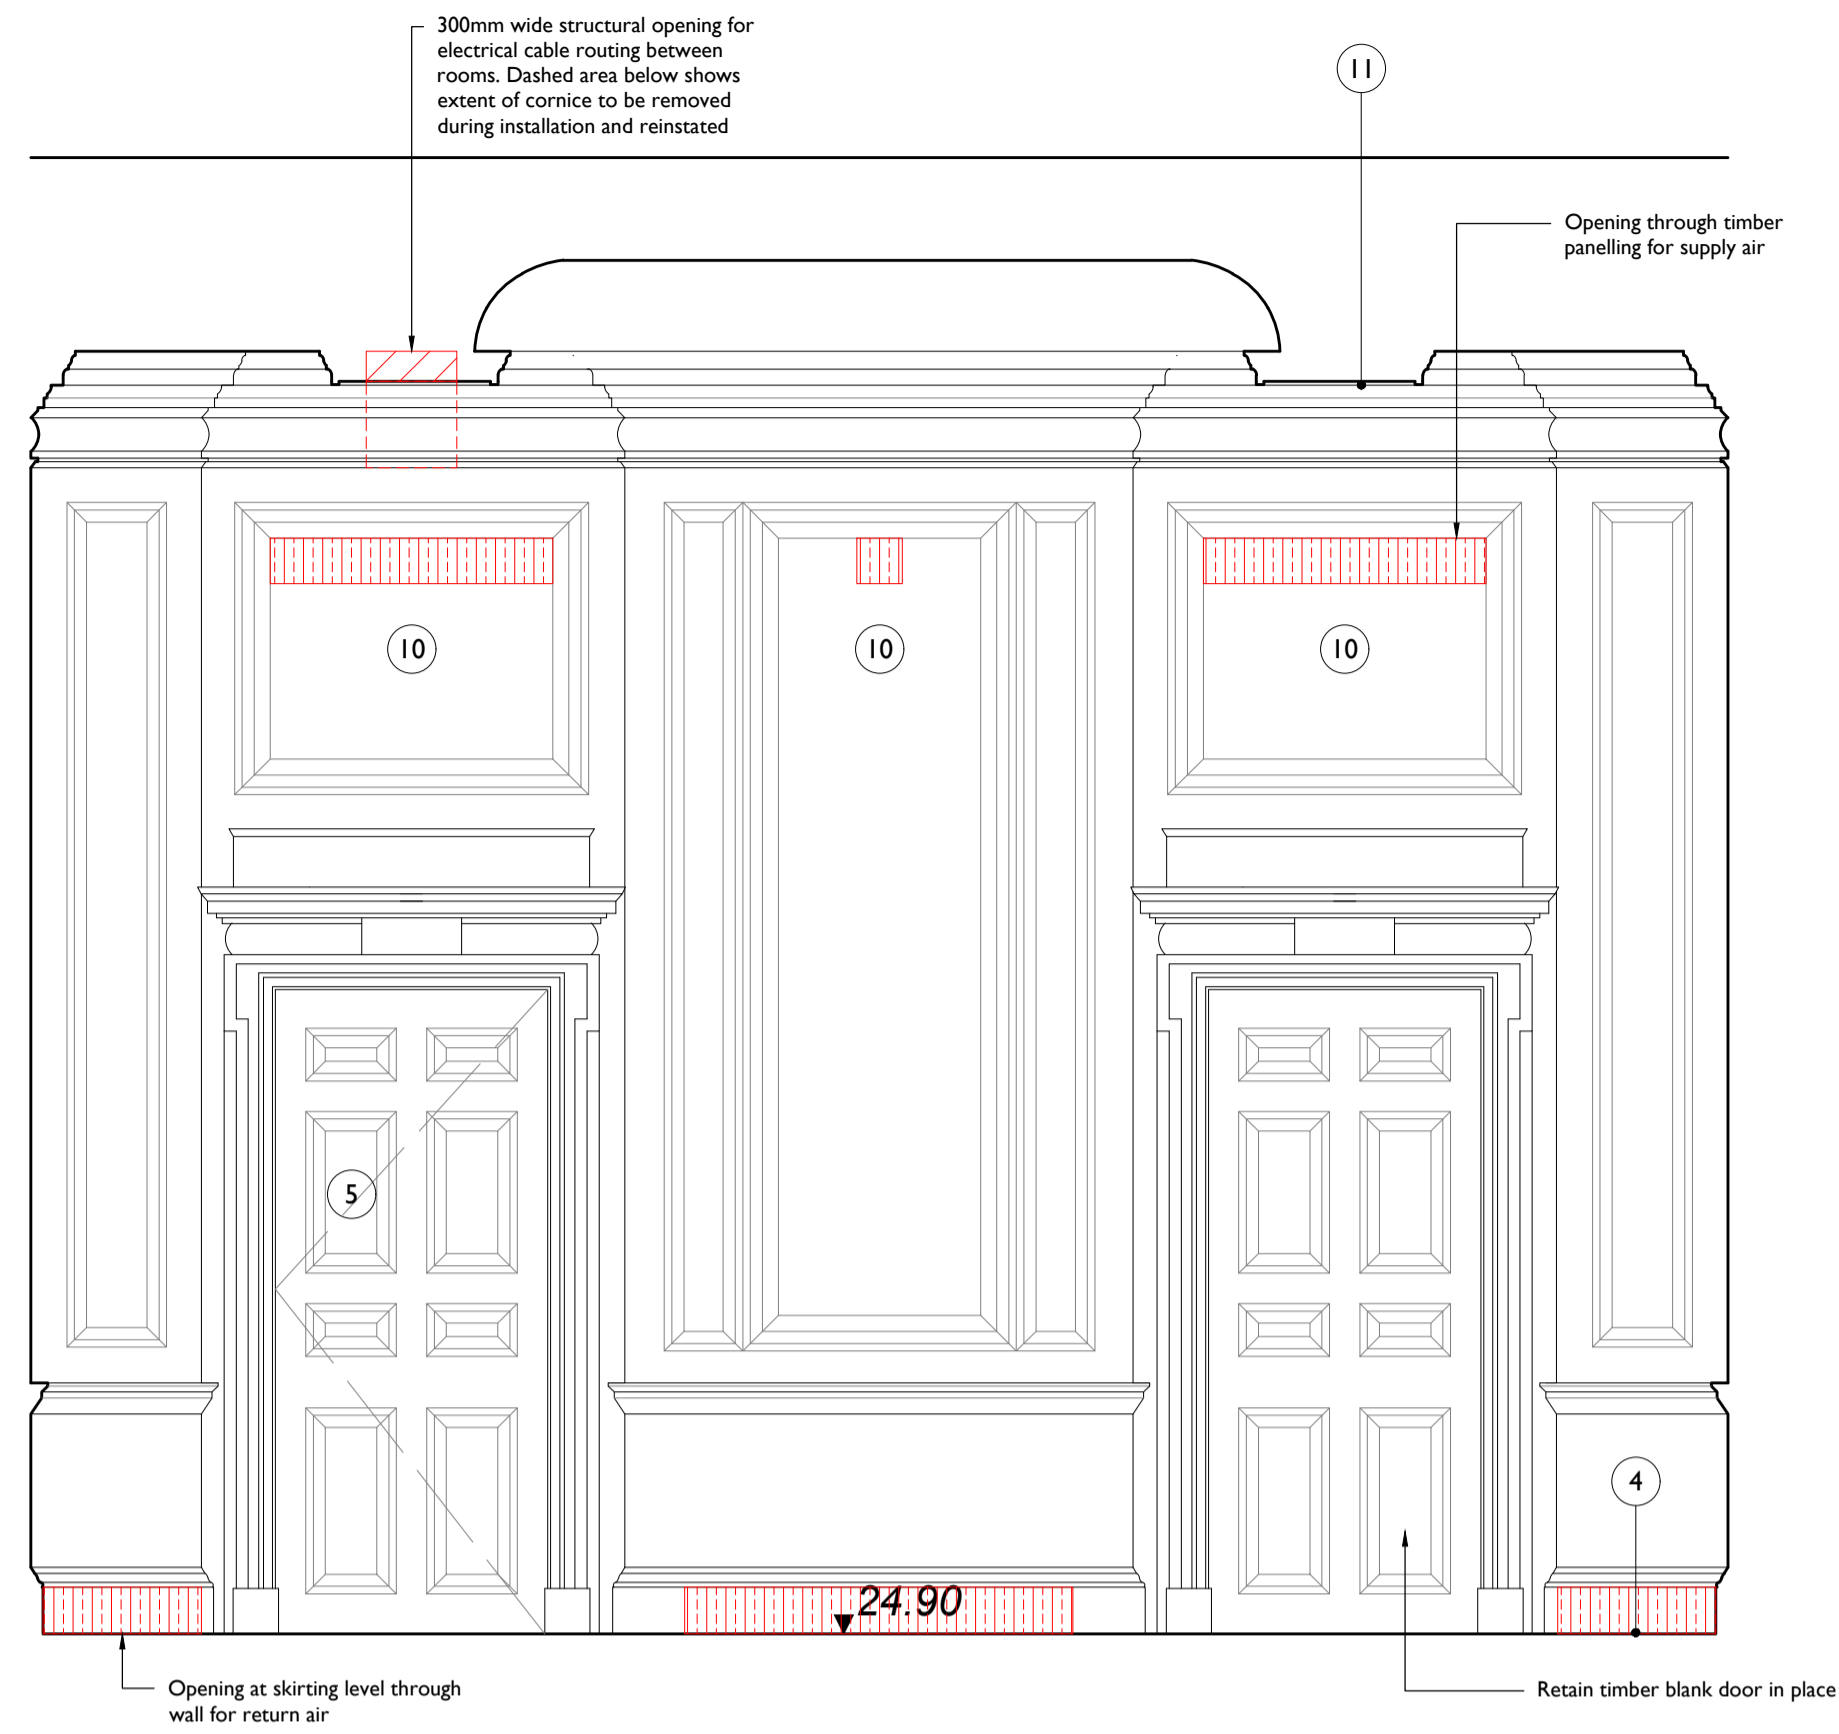 300mm wide structural opening for
electrical cable routing between
rooms. Dashed area below shows
extent of cornice to be removed
during installation and reinstated
11
Opening through timber
panelling for supply air
10
10
10
5
4
24.90
Opening at skirting level through
wall for return air
Retain timber blank door in place